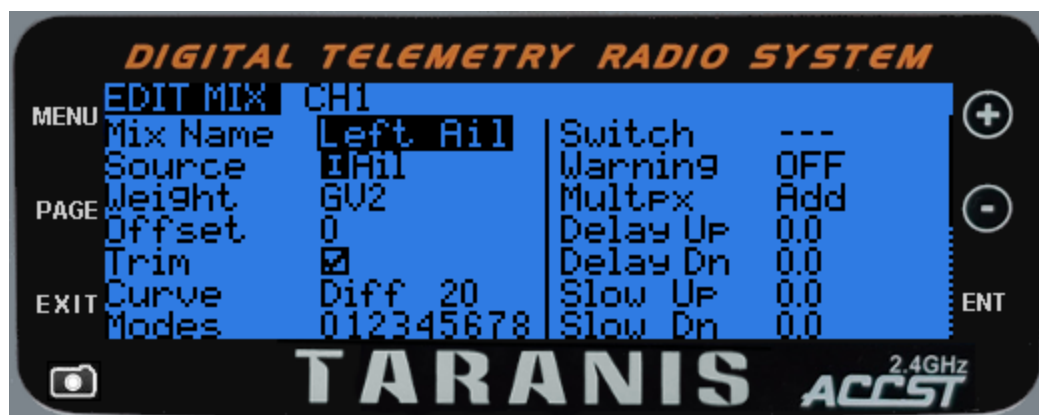 DIGITAL TELEMETRY RADIO SYSTEM
MENU
PAGE
EXIT
EDIT MIX CH1
Mix Name Left Ail
Source I Ail
Weight GV2
Offset 0
Trim
Curve Diff 20
Modes 012345678
Switch ---
Warning OFF
Multpx Add
Delay Up 0.0
Delay Dn 0.0
Slow Up 0.0
Slow Dn 0.0
+
-
ENT
TARANIS
2.4GHz
ACCST